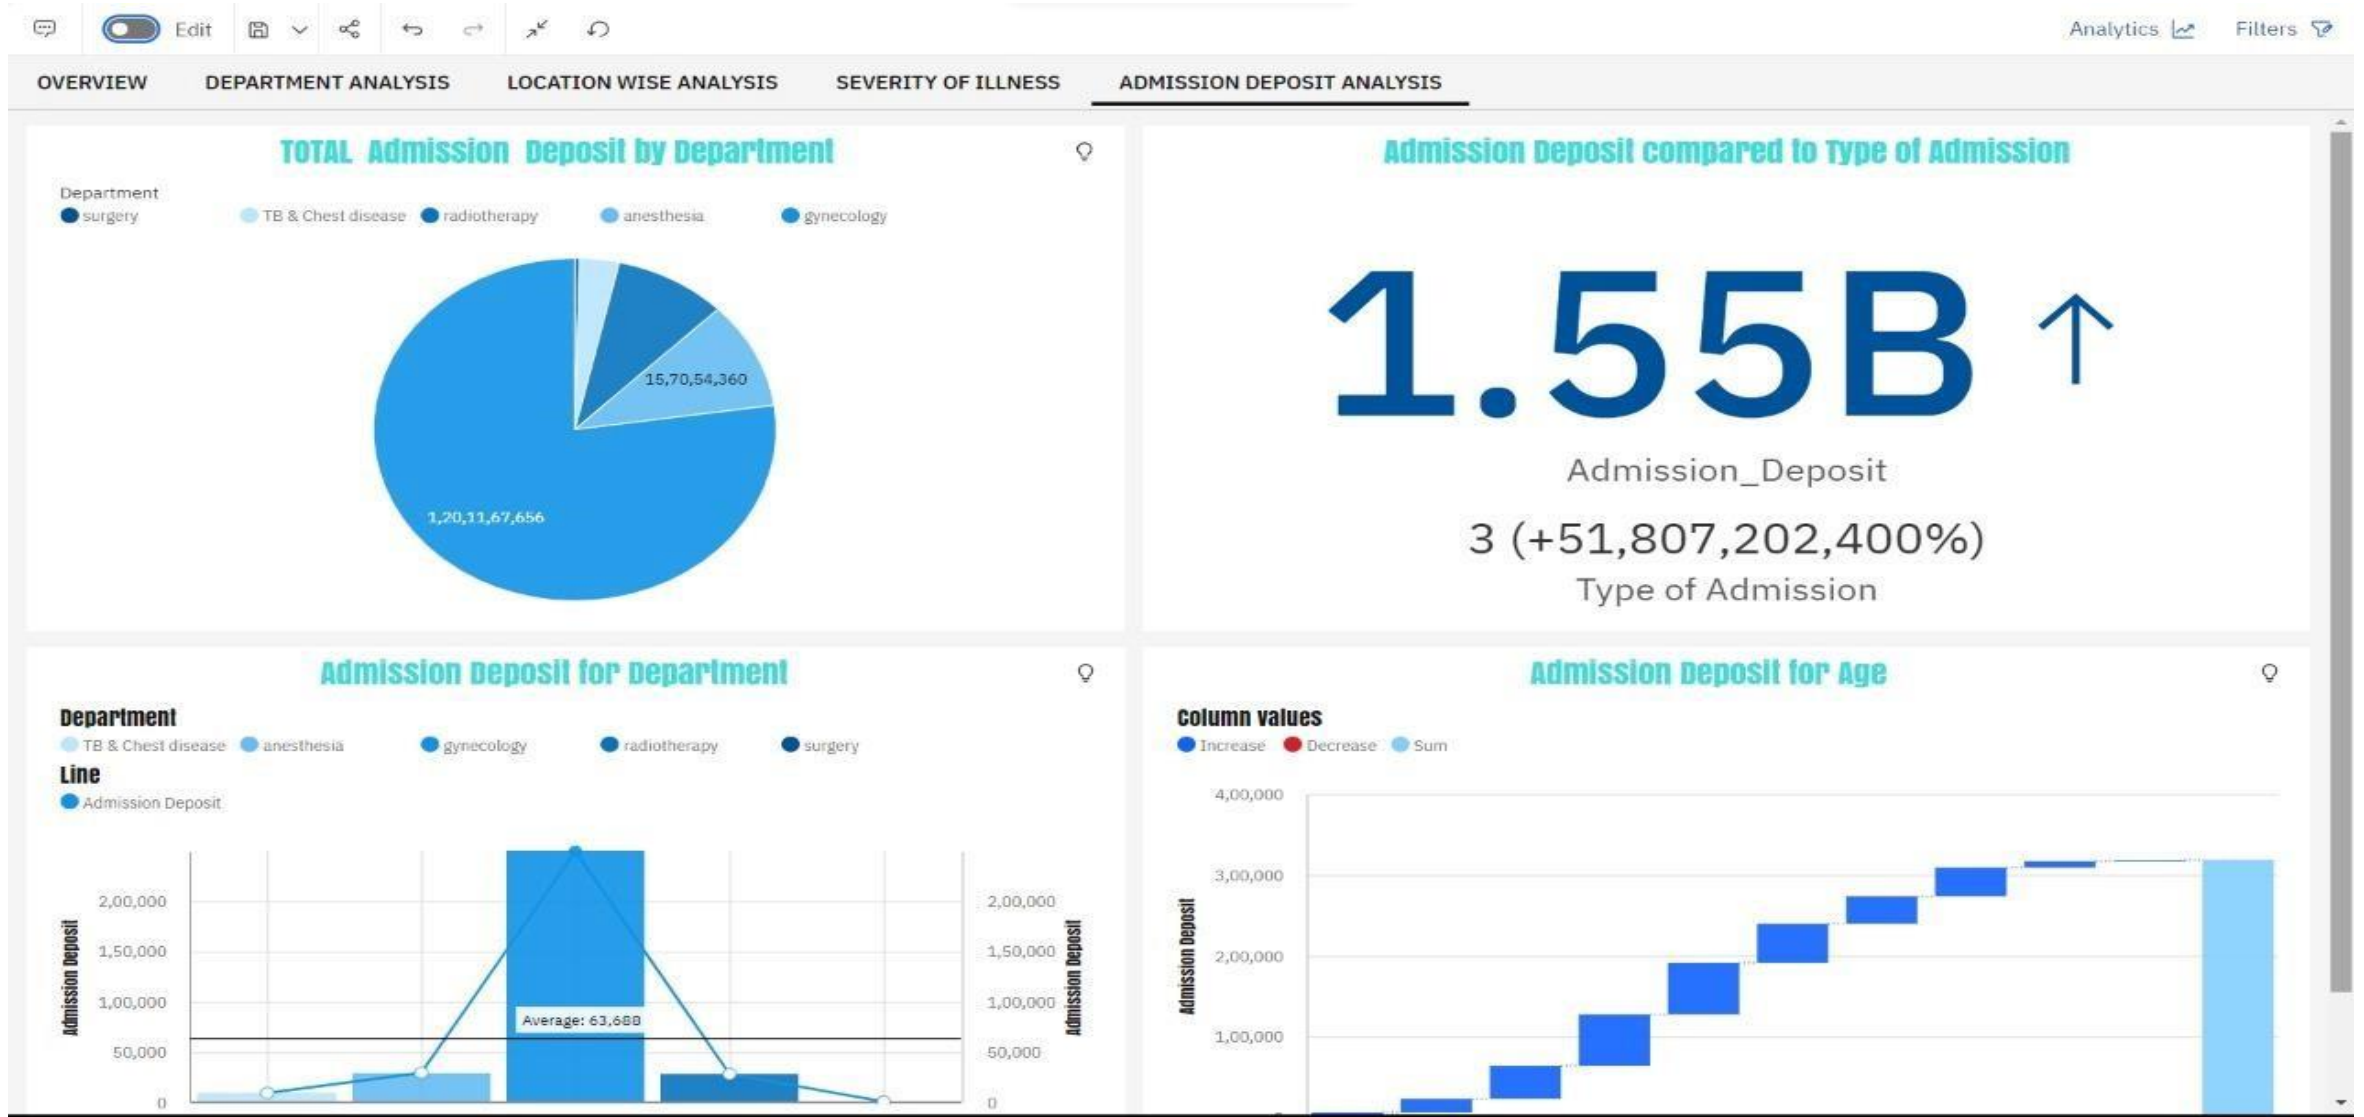 Edit
Analytics
Filters
OVERVIEW DEPARTMENT ANALYSIS LOCATION WISE ANALYSIS SEVERITY OF ILLNESS ADMISSION DEPOSIT ANALYSIS
TOTAL Admission Deposit by Department
Department
surgery TB & Chest disease radiotherapy anesthesia gynecology
15,70,54,360
1,20,11,67,656
Admission Deposit compared to Type of Admission
1.55B
Admission_Deposit
3 (+51,807,202,400%)
Type of Admission
Admission Deposit for Department
Department
TB & Chest disease anesthesia gynecology radiotherapy surgery
Line
Admission Deposit
Admission Deposit
2,00,000
1,50,000
1,00,000
50,000
0
Average: 63,688
2,00,000
1,50,000
1,00,000
50,000
0
Admission Deposit
Admission Deposit for Age
Column values
Increase Decrease Sum
Admission Deposit
4,00,000
3,00,000
2,00,000
1,00,000